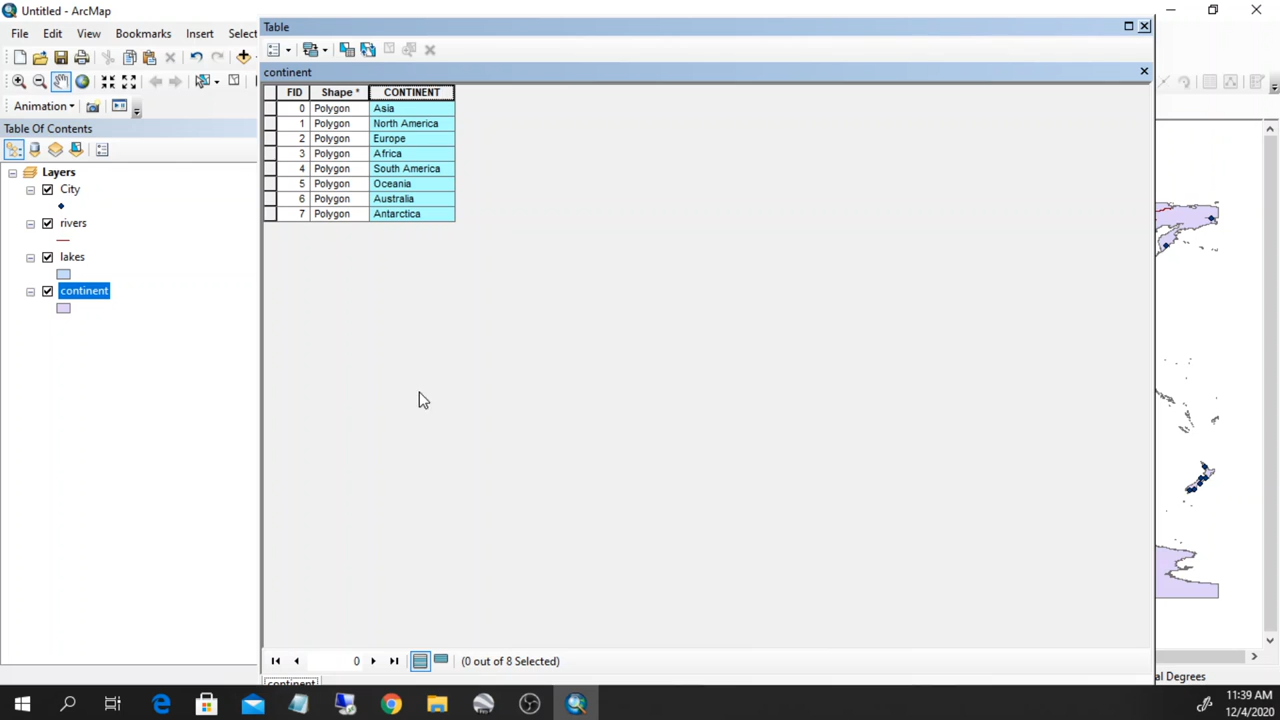 Untitled - ArcMap
File Edit View Bookmarks Insert Select
Table
continent
Animation
Table Of Contents
FID Shape * CONTINENT
0 Polygon Asia
1 Polygon North America
2 Polygon Europe
3 Polygon Africa
4 Polygon South America
5 Polygon Oceania
6 Polygon Australia
7 Polygon Antarctica
Layers
City
rivers
lakes
continent
0 (0 out of 8 Selected)
continent
al Degrees
11:39 AM
12/4/2020